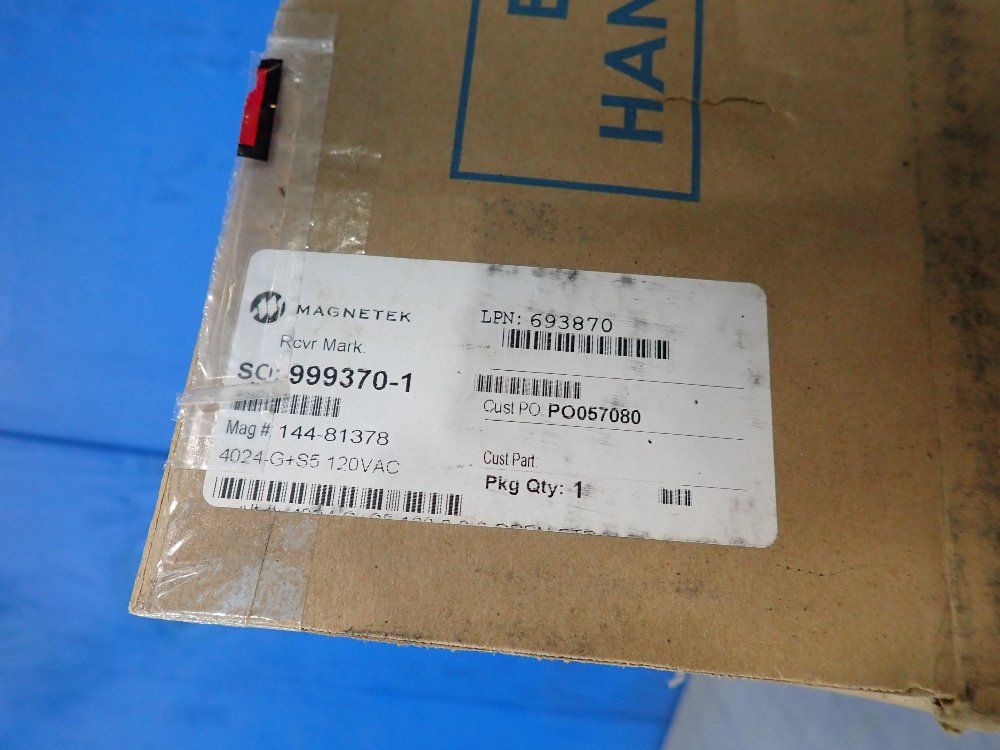 HAN
MAGNETEK
Rcvr Mark:
SO: 999370-1
Mag # 144-81378
4024-G+S5 120VAC
LPN: 693870
Cust PO: PO057080
Cust Part:
Pkg Qty: 1